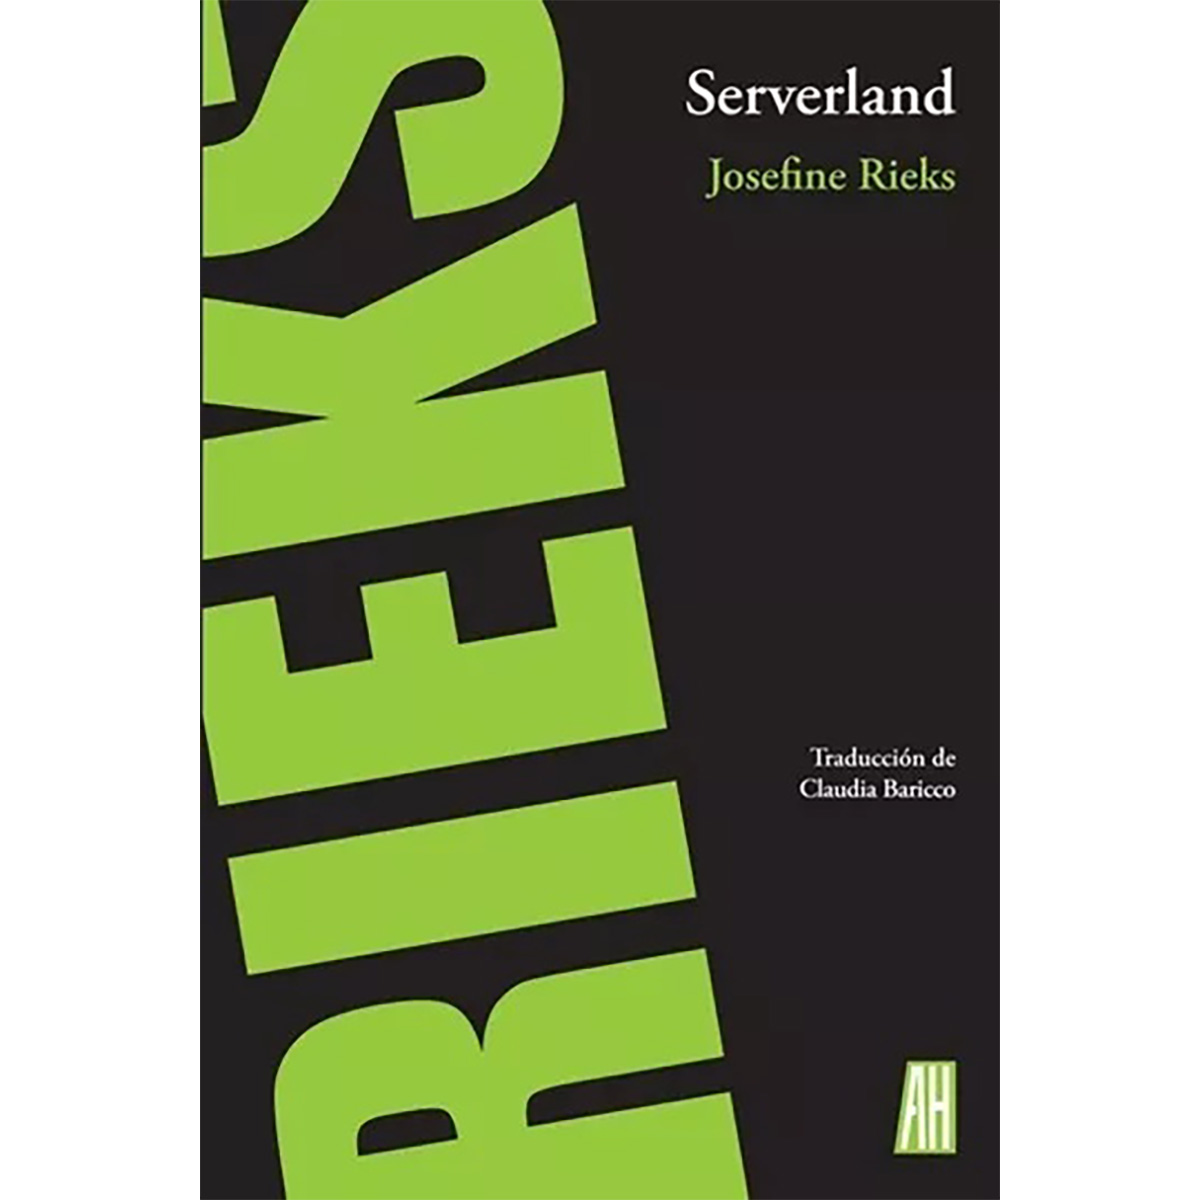 Serverland
Josefine Rieks
RIEKS
Traducción de
Claudia Baricco
AH